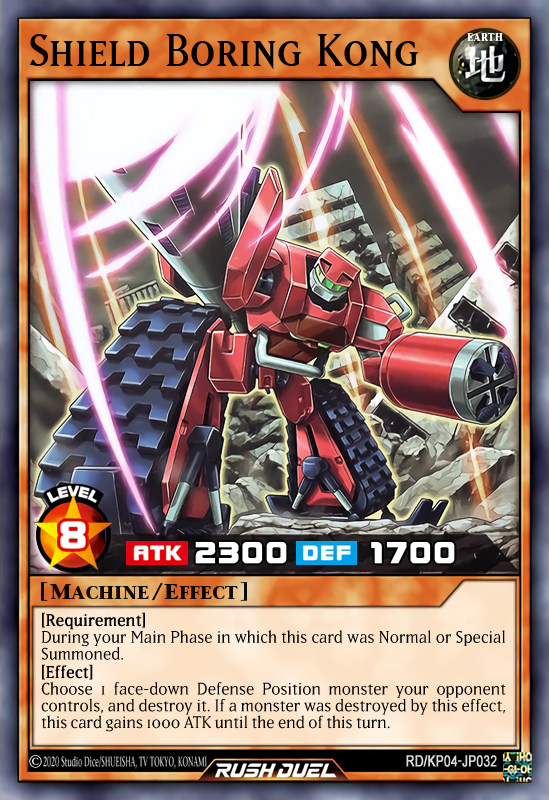 Shield Boring Kong
EARTH
地
LEVEL
8
ATK 2300 DEF 1700
[Machine/Effect]
[Requirement]
During your Main Phase in which this card was Normal or Special
Summoned.
[Effect]
Choose 1 face-down Defense Position monster your opponent
controls, and destroy it. If a monster was destroyed by this effect,
this card gains 1000 ATK until the end of this turn.
©2020 Studio Dice/SHUEISHA, TV TOKYO, KONAMI
RUSH DUEL
RD/KP04-JP032